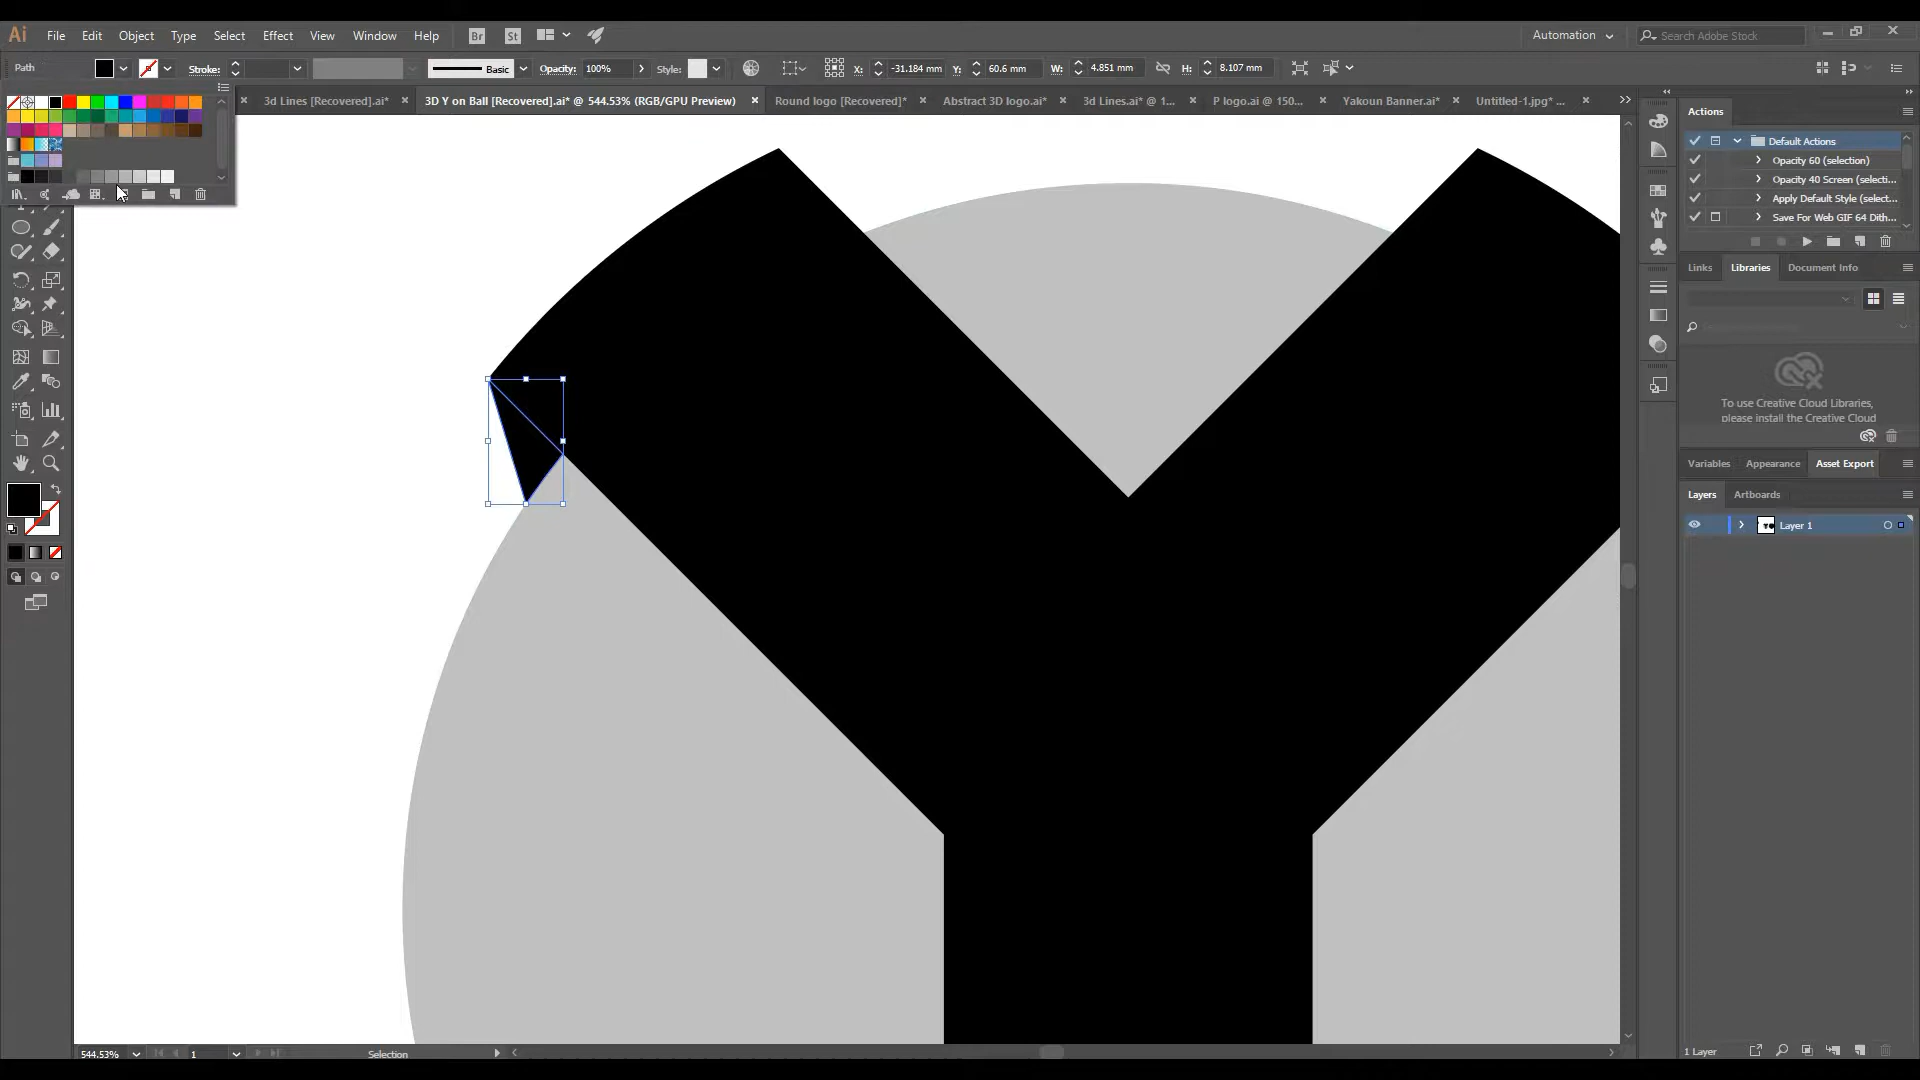 Ai File Edit Object Type Select Effect View Window Help Br St Automation Search Adobe Stock
Path Stroke: Basic Opacity: 100% Style: X: -31.184 mm Y: 60.6 mm W: 4.851 mm H: 8.107 mm
3d Lines [Recovered].ai* 3D Y on Ball [Recovered].ai* @ 544.53% (RGB/GPU Preview) Round logo [Recovered]* Abstract 3D logo.ai* 3d Lines.ai* @ 1... P logo.ai @ 150... Yakoun Banner.ai* Untitled-1.jpg* ...
Actions
Default Actions
Opacity 60 (selection)
Opacity 40 Screen (selecti...
Apply Default Style (select...
Save For Web GIF 64 Dith...
Links Libraries Document Info
To use Creative Cloud Libraries,
please install the Creative Cloud
Variables Appearance Asset Export
Layers Artboards
Layer 1
544.53% 1 Selection 1 Layer